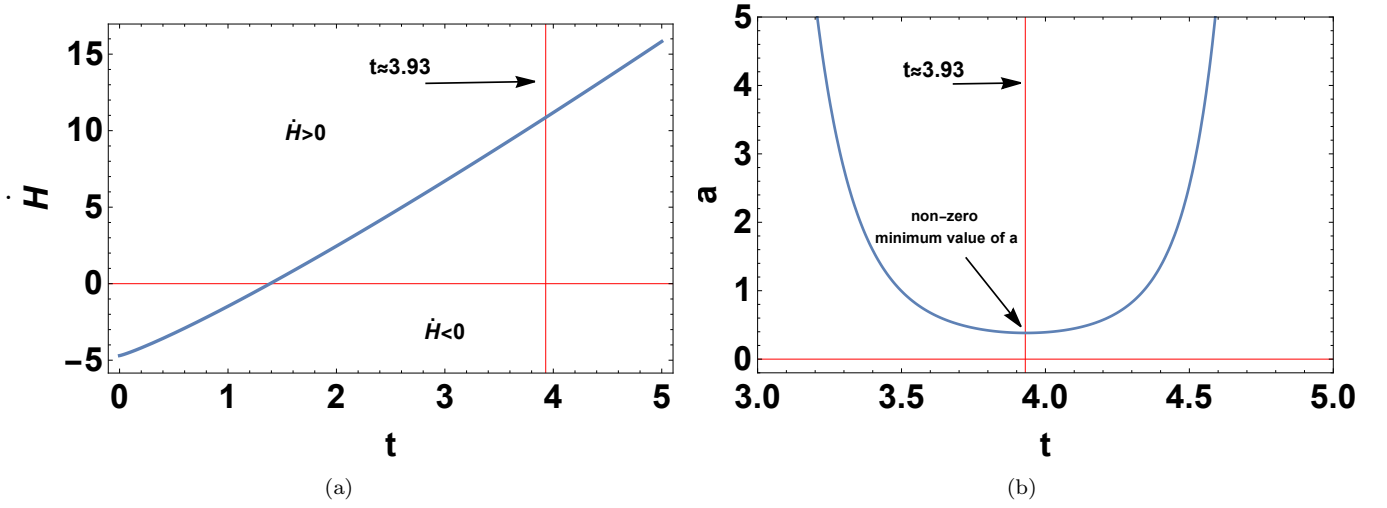 15
10
5
0
−5
Ḣ
t≈3.93
Ḣ>0
Ḣ<0
0 1 2 3 4 5
t
(a)
5
4
3
2
1
0
a
t≈3.93
non−zero
minimum value of a
3.0 3.5 4.0 4.5 5.0
t
(b)